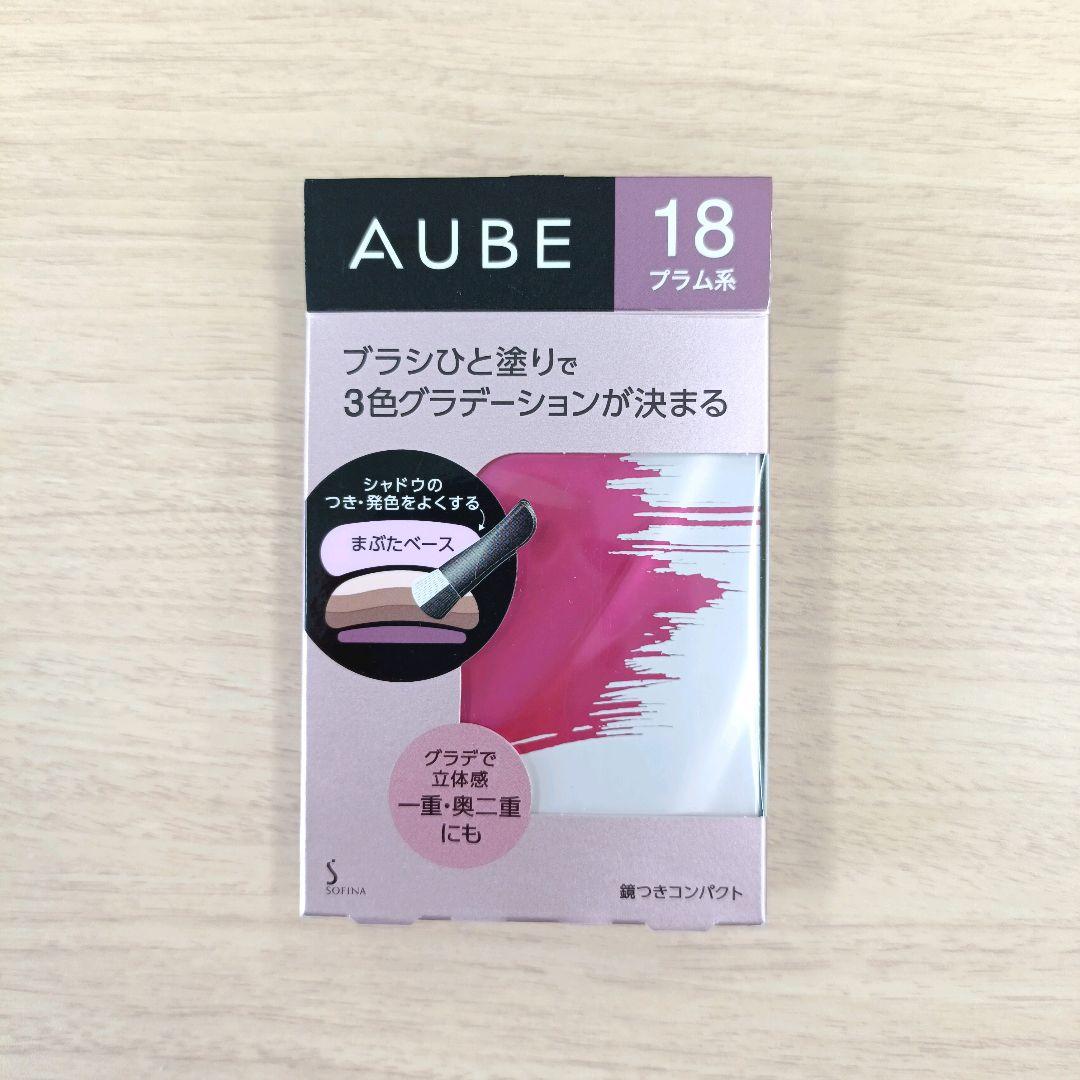 AUBE
18
プラム系
ブラシひと塗りで
3色グラデーションが決まる
シャドウの
つき・発色をよくする
まぶたベース
グラデで
立体感
一重・奥二重
にも
SOFINA
鏡つきコンパクト